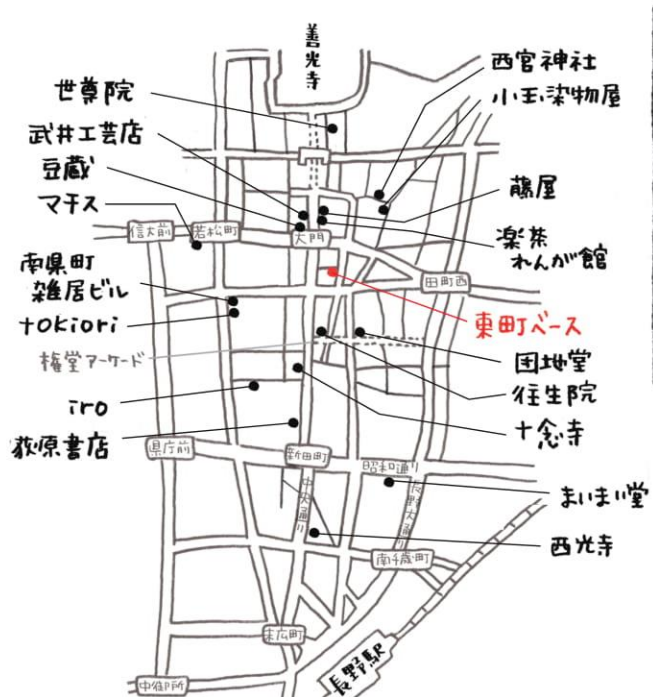 善光寺
世尊院
武井工芸店
豆蔵
マチス
南県町
雑居ビル
tokiori
権堂アーケード
iro
荻原書店
西宮神社
小玉染物屋
藤屋
楽茶
れんが館
東町ベース
団地堂
往生院
十念寺
まいまい堂
西光寺
信大前
若松町
大門
田町西
県庁前
新田町
昭和通り
中央通り
長野大通り
南千歳町
末広町
中御所
長野駅